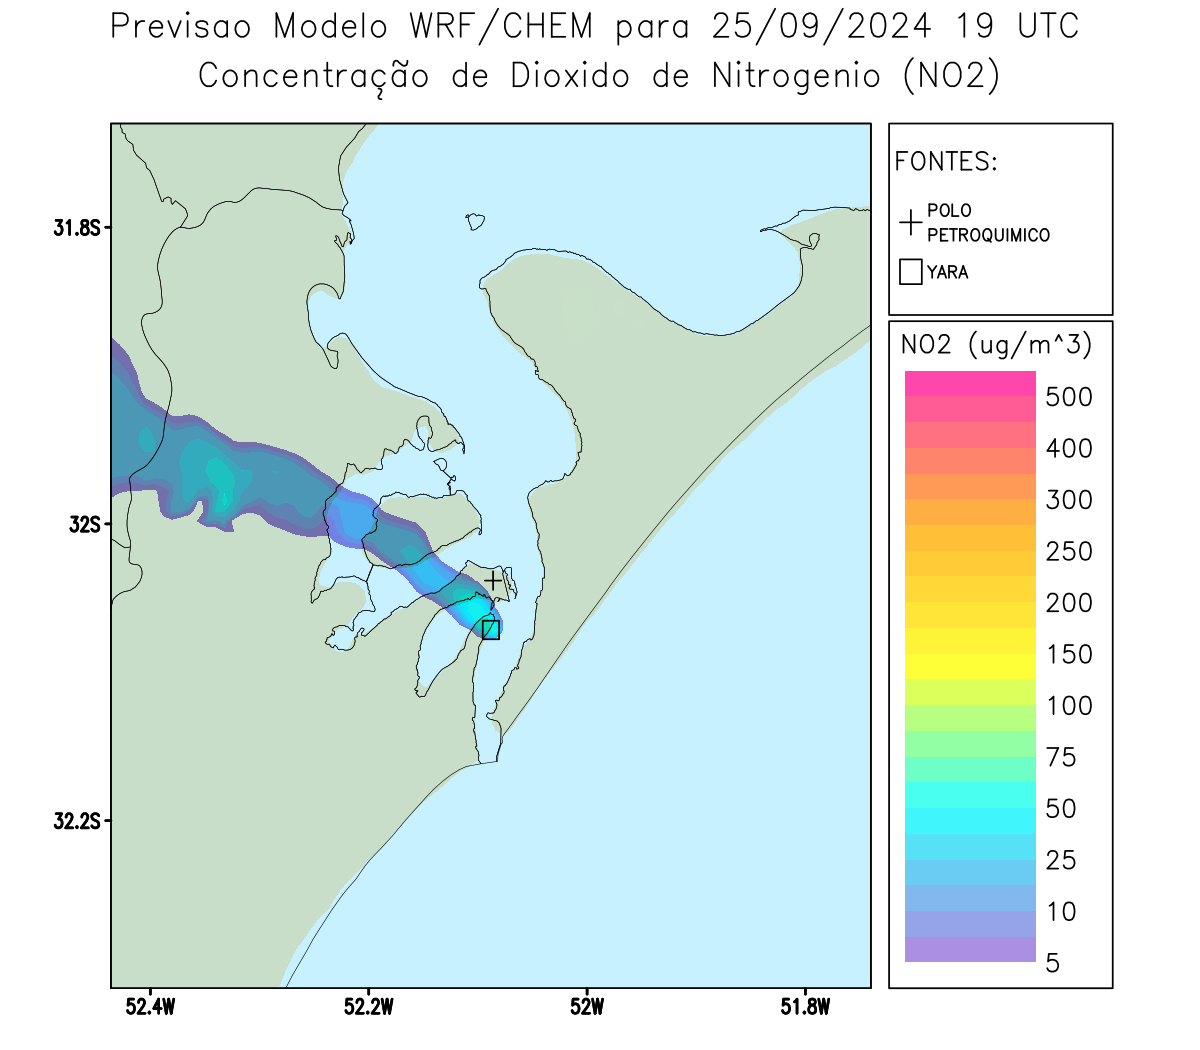 Previsao Modelo WRF/CHEM para 25/09/2024 19 UTC
Concentração de Dioxido de Nitrogenio (NO2)
FONTES:
POLO
PETROQUIMICO
YARA
NO2 (ug/m^3)
500
400
300
250
200
150
100
75
50
25
10
5
31.8S
32S
32.2S
52.4W
52.2W
52W
51.8W